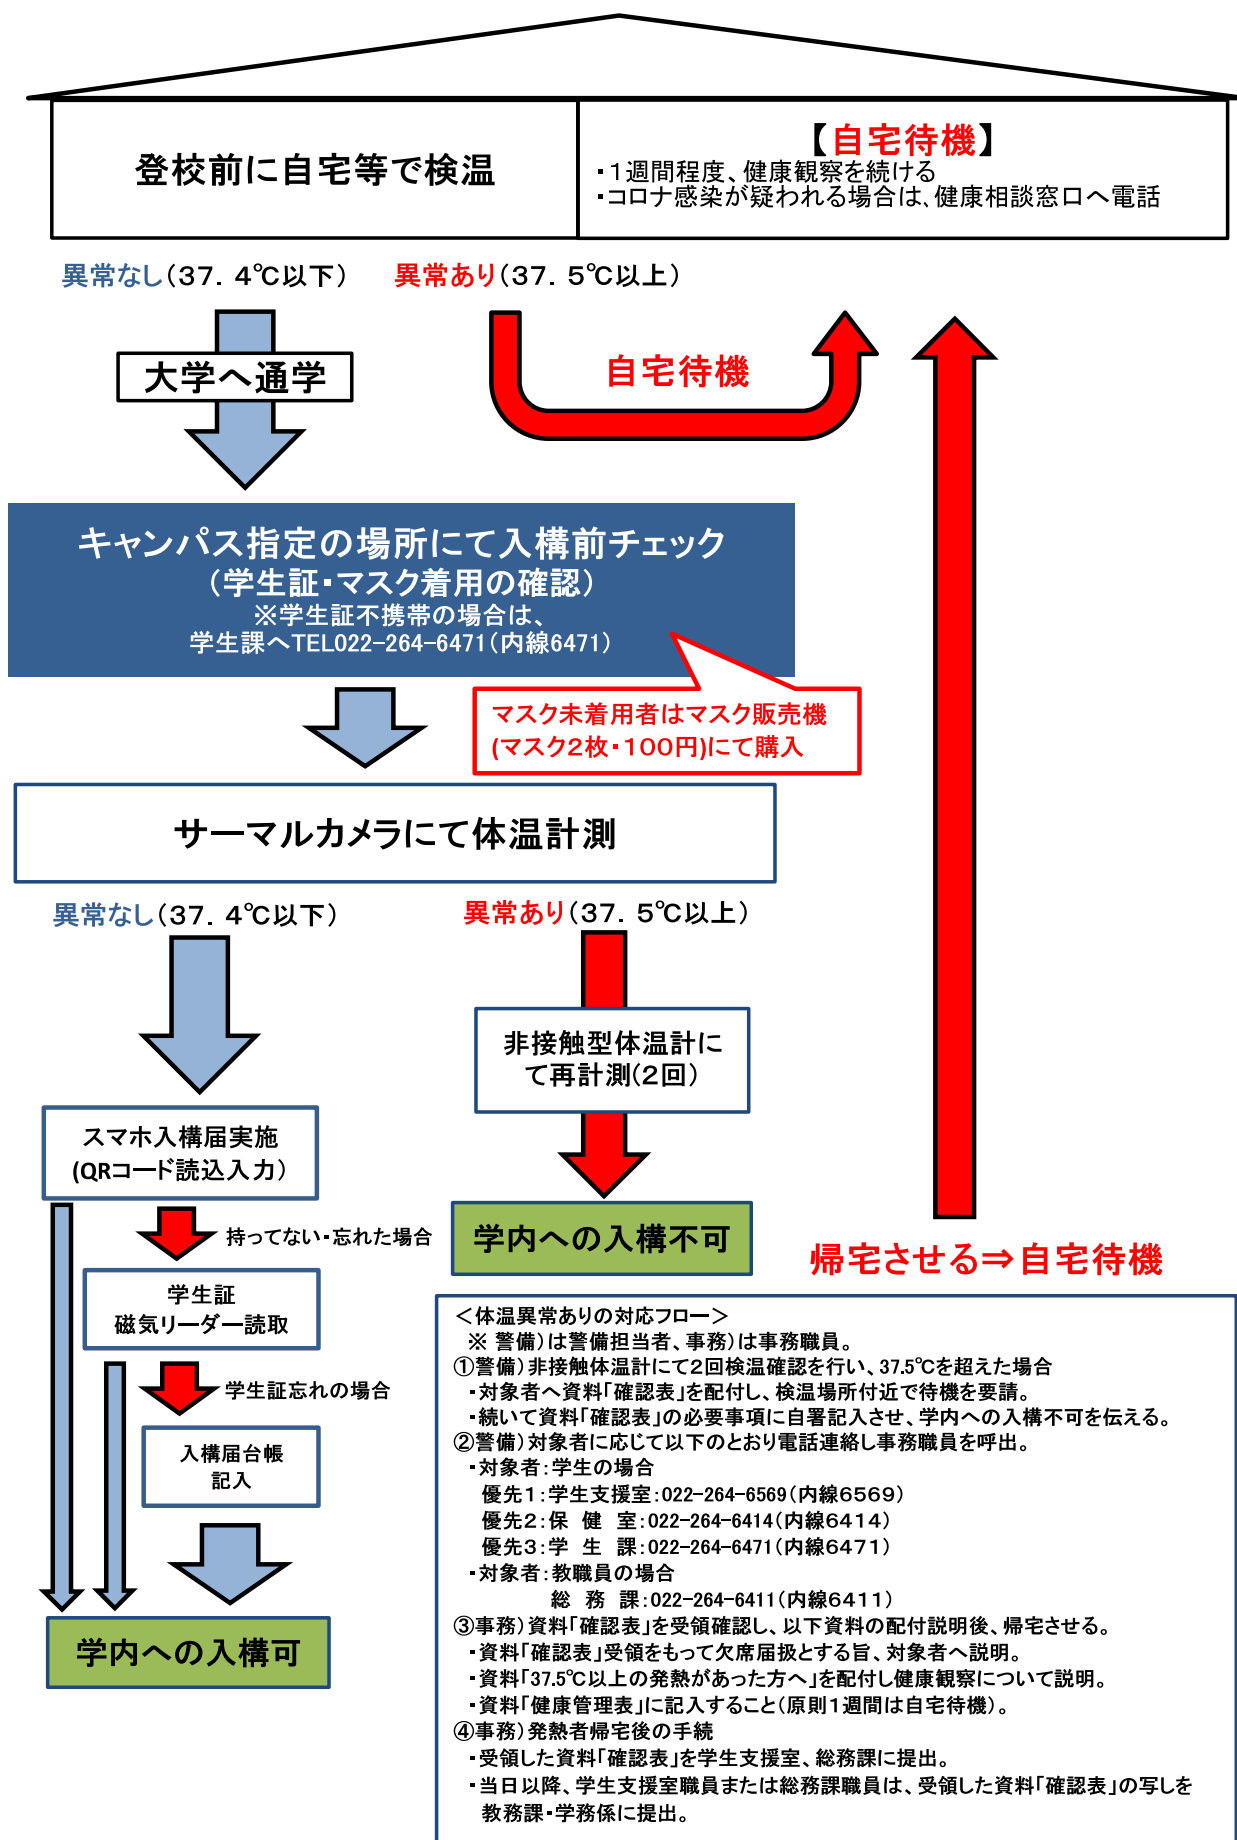 登校前に自宅等で検温
【自宅待機】
・1週間程度、健康観察を続ける
・コロナ感染が疑われる場合は、健康相談窓口へ電話
異常なし(37.4℃以下)
異常あり(37.5℃以上)
大学へ通学
自宅待機
キャンパス指定の場所にて入構前チェック
(学生証・マスク着用の確認)
※学生証不携帯の場合は、
学生課へTEL022-264-6471(内線6471)
マスク未着用者はマスク販売機
(マスク2枚・100円)にて購入
サーマルカメラにて体温計測
異常なし(37.4℃以下)
異常あり(37.5℃以上)
非接触型体温計に
て再計測(2回)
スマホ入構届実施
(QRコード読込入力)
持ってない・忘れた場合
学内への入構不可
帰宅させる⇒自宅待機
学生証
磁気リーダー読取
学生証忘れの場合
入構届台帳
記入
学内への入構可
<体温異常ありの対応フロー>
※ 警備)は警備担当者、事務)は事務職員。
①警備)非接触体温計にて2回検温確認を行い、37.5℃を超えた場合
・対象者へ資料「確認表」を配付し、検温場所付近で待機を要請。
・続いて資料「確認表」の必要事項に自署記入させ、学内への入構不可を伝える。
②警備)対象者に応じて以下のとおり電話連絡し事務職員を呼出。
・対象者:学生の場合
優先1:学生支援室:022-264-6569(内線6569)
優先2:保 健 室:022-264-6414(内線6414)
優先3:学 生 課:022-264-6471(内線6471)
・対象者:教職員の場合
総 務 課:022-264-6411(内線6411)
③事務)資料「確認表」を受領確認し、以下資料の配付説明後、帰宅させる。
・資料「確認表」受領をもって欠席届扱とする旨、対象者へ説明。
・資料「37.5℃以上の発熱があった方へ」を配付し健康観察について説明。
・資料「健康管理表」に記入すること(原則1週間は自宅待機)。
④事務)発熱者帰宅後の手続
・受領した資料「確認表」を学生支援室、総務課に提出。
・当日以降、学生支援室職員または総務課職員は、受領した資料「確認表」の写しを
教務課・学務係に提出。